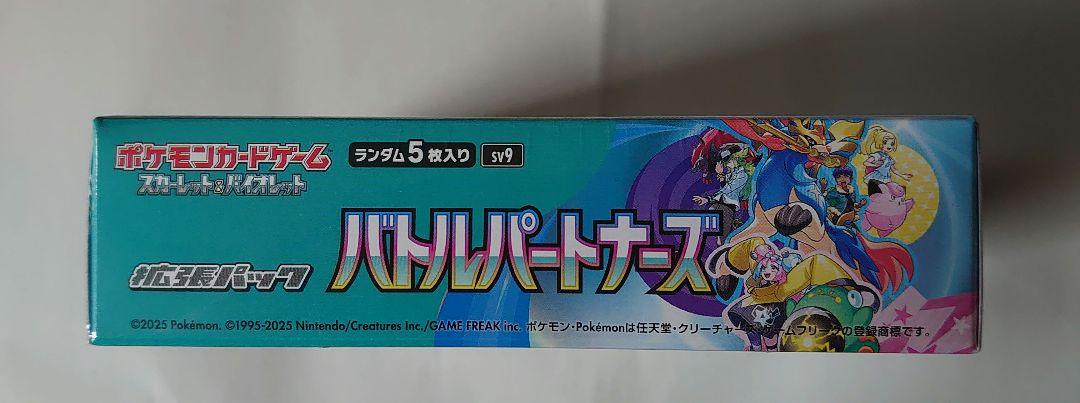 ポケモンカードゲーム
スカーレット&バイオレット
ランダム5枚入り
SV9
拡張パック
バトルパートナーズ
©2025 Pokémon. ©1995-2025 Nintendo/Creatures Inc./GAME FREAK inc. ポケモン・Pokémonは任天堂・クリーチャーズ・ゲームフリークの登録商標です。